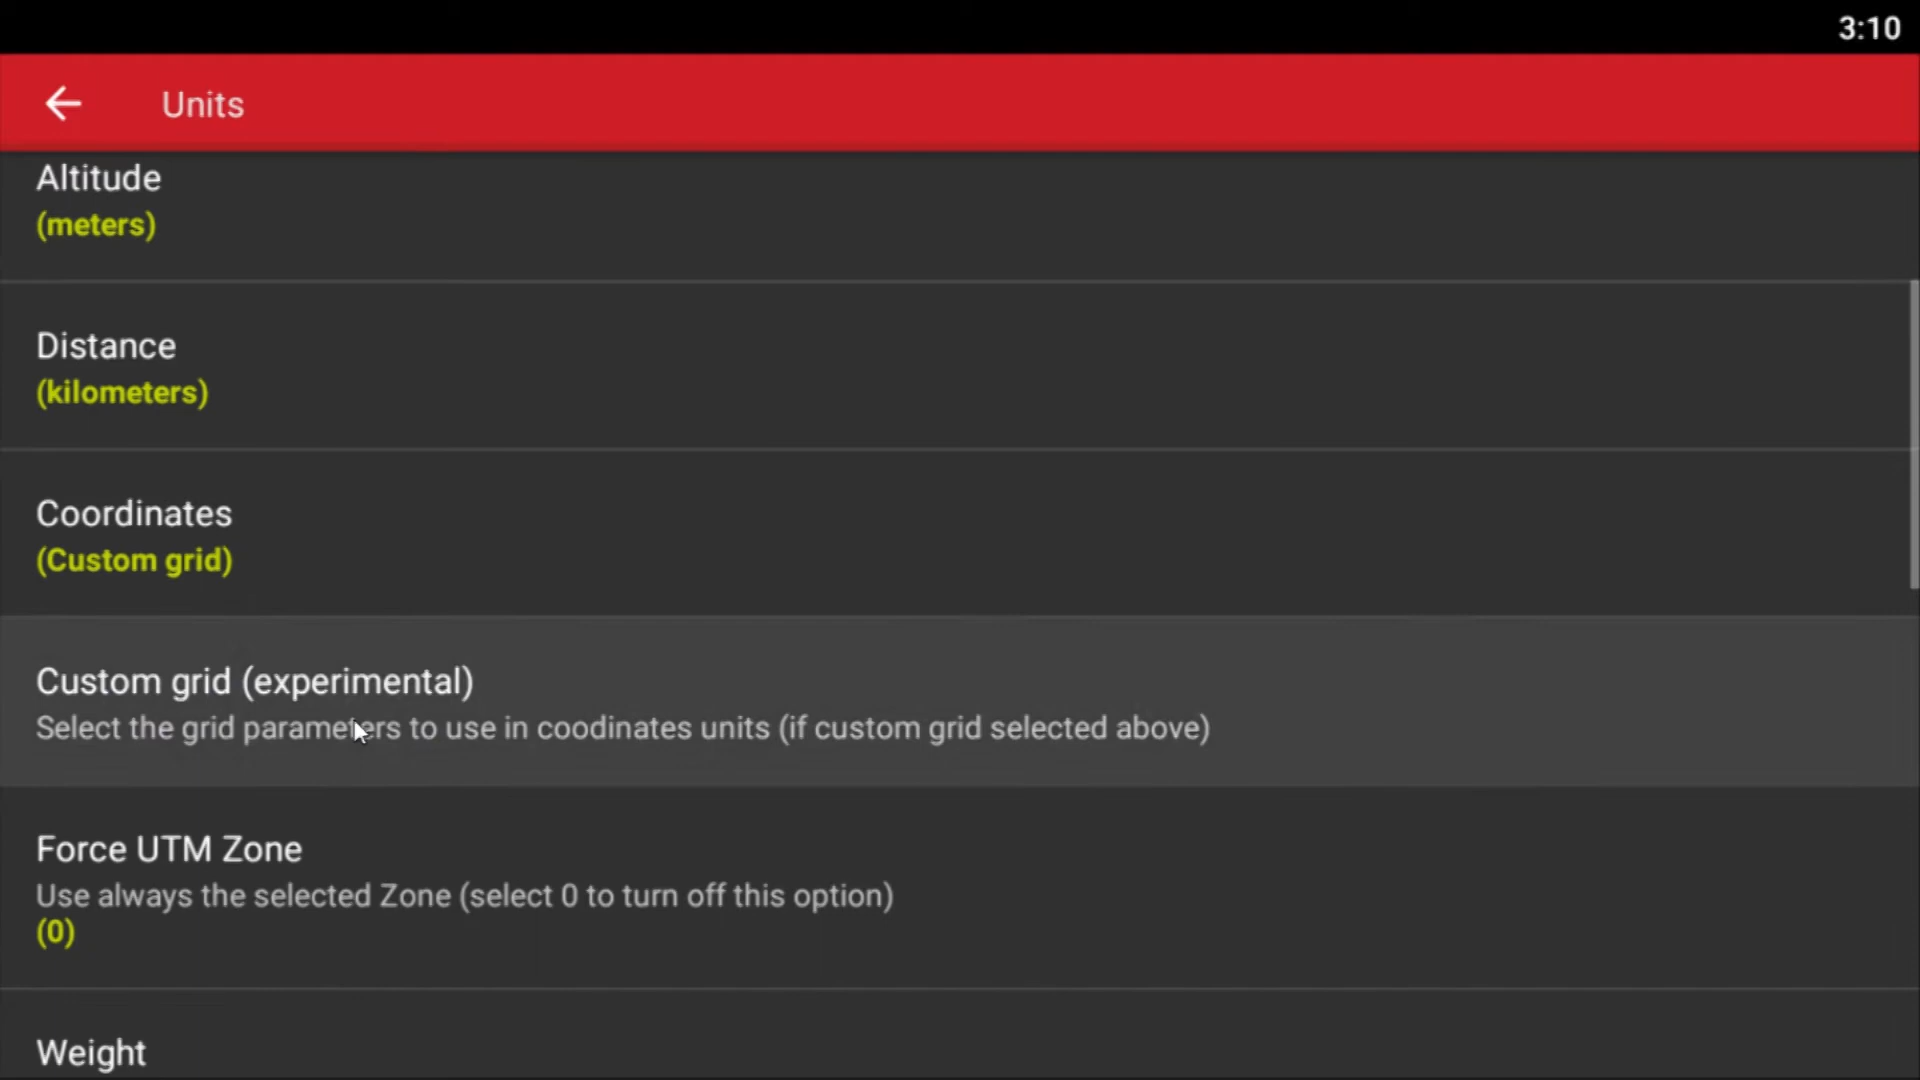 3:10
Units
Altitude
(meters)
Distance
(kilometers)
Coordinates
(Custom grid)
Custom grid (experimental)
Select the grid parameters to use in coodinates units (if custom grid selected above)
Force UTM Zone
Use always the selected Zone (select 0 to turn off this option)
(0)
Weight